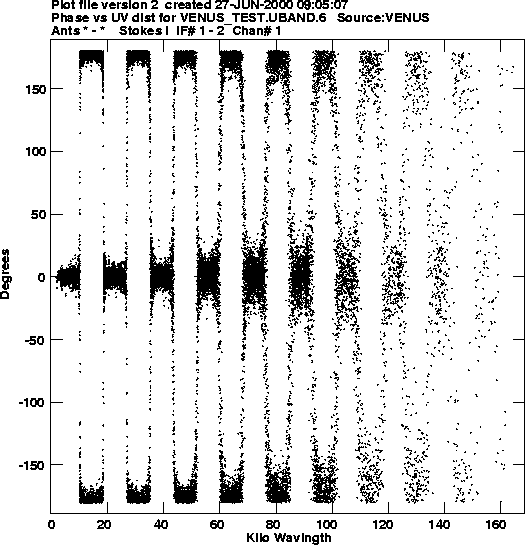 Plot file version 2 created 27-JUN-2000 09:05:07
Phase vs UV dist for VENUS_TEST.UBAND.6 Source:VENUS
Ants * - * Stokes I IF# 1 - 2 Chan# 1
150
100
50
0
-50
-100
-150
Degrees
0 20 40 60 80 100 120 140 160
Kilo Wavlngth